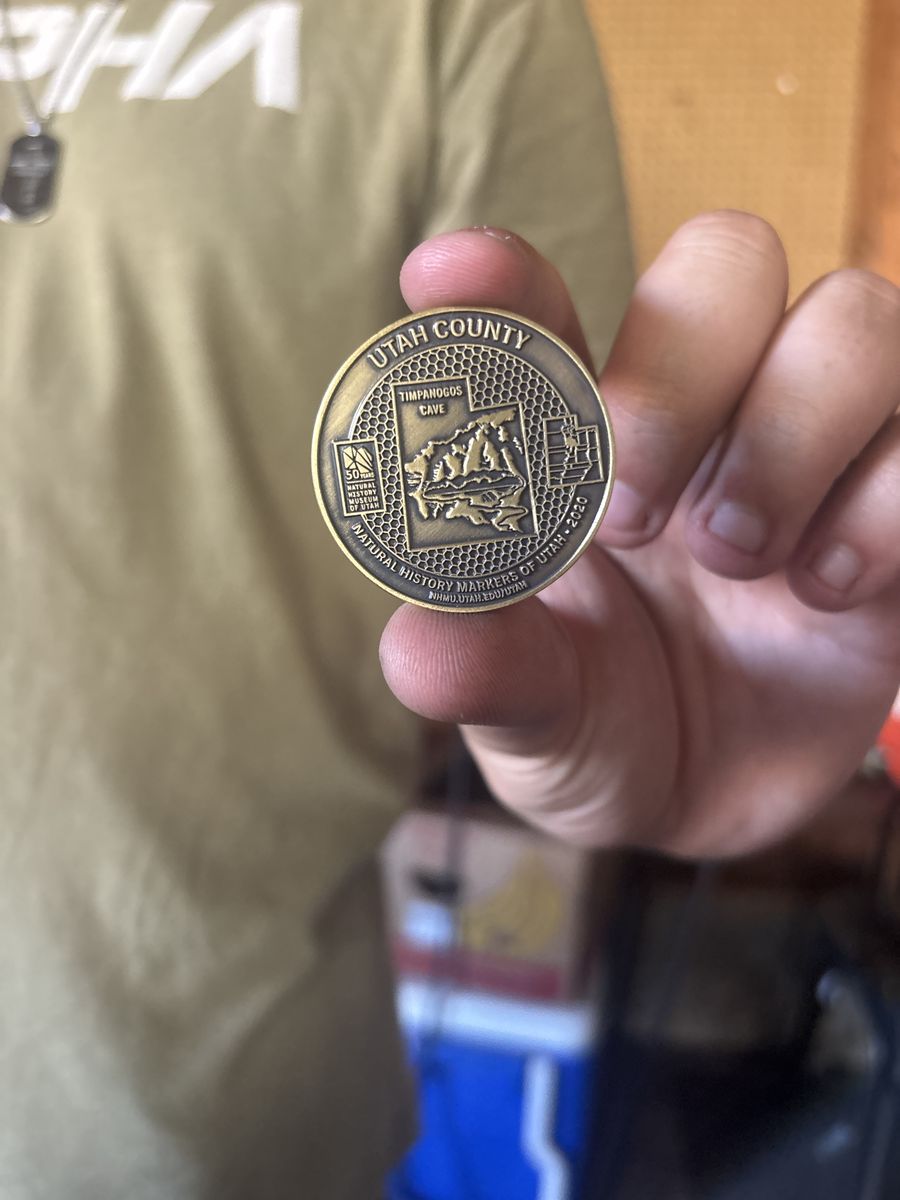 UTAH COUNTY
TIMPANOGOS
CAVE
50 YEARS
NATURAL
HISTORY
MUSEUM
OF UTAH
NATURAL HISTORY MARKERS OF UTAH • 2020
NHMU.UTAH.EDU/UTAH